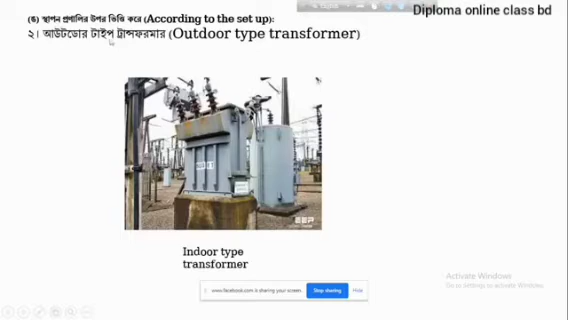 Diploma online class bd
(ঙ) স্থাপন প্রণালির উপর ভিত্তি করে (According to the set up):
২। আউটডোর টাইপ ট্রান্সফরমার (Outdoor type transformer)
EEP
Indoor type
transformer
Activate Windows
Go to Settings to activate Windows.
www.facebook.com is sharing your screen.
Stop sharing
Hide